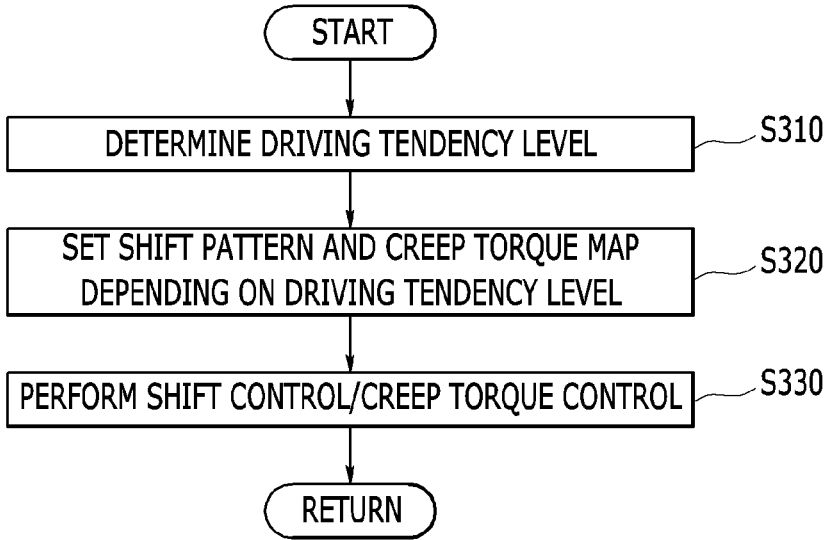 START
DETERMINE DRIVING TENDENCY LEVEL
S310
SET SHIFT PATTERN AND CREEP TORQUE MAP
DEPENDING ON DRIVING TENDENCY LEVEL
S320
PERFORM SHIFT CONTROL/CREEP TORQUE CONTROL
S330
RETURN